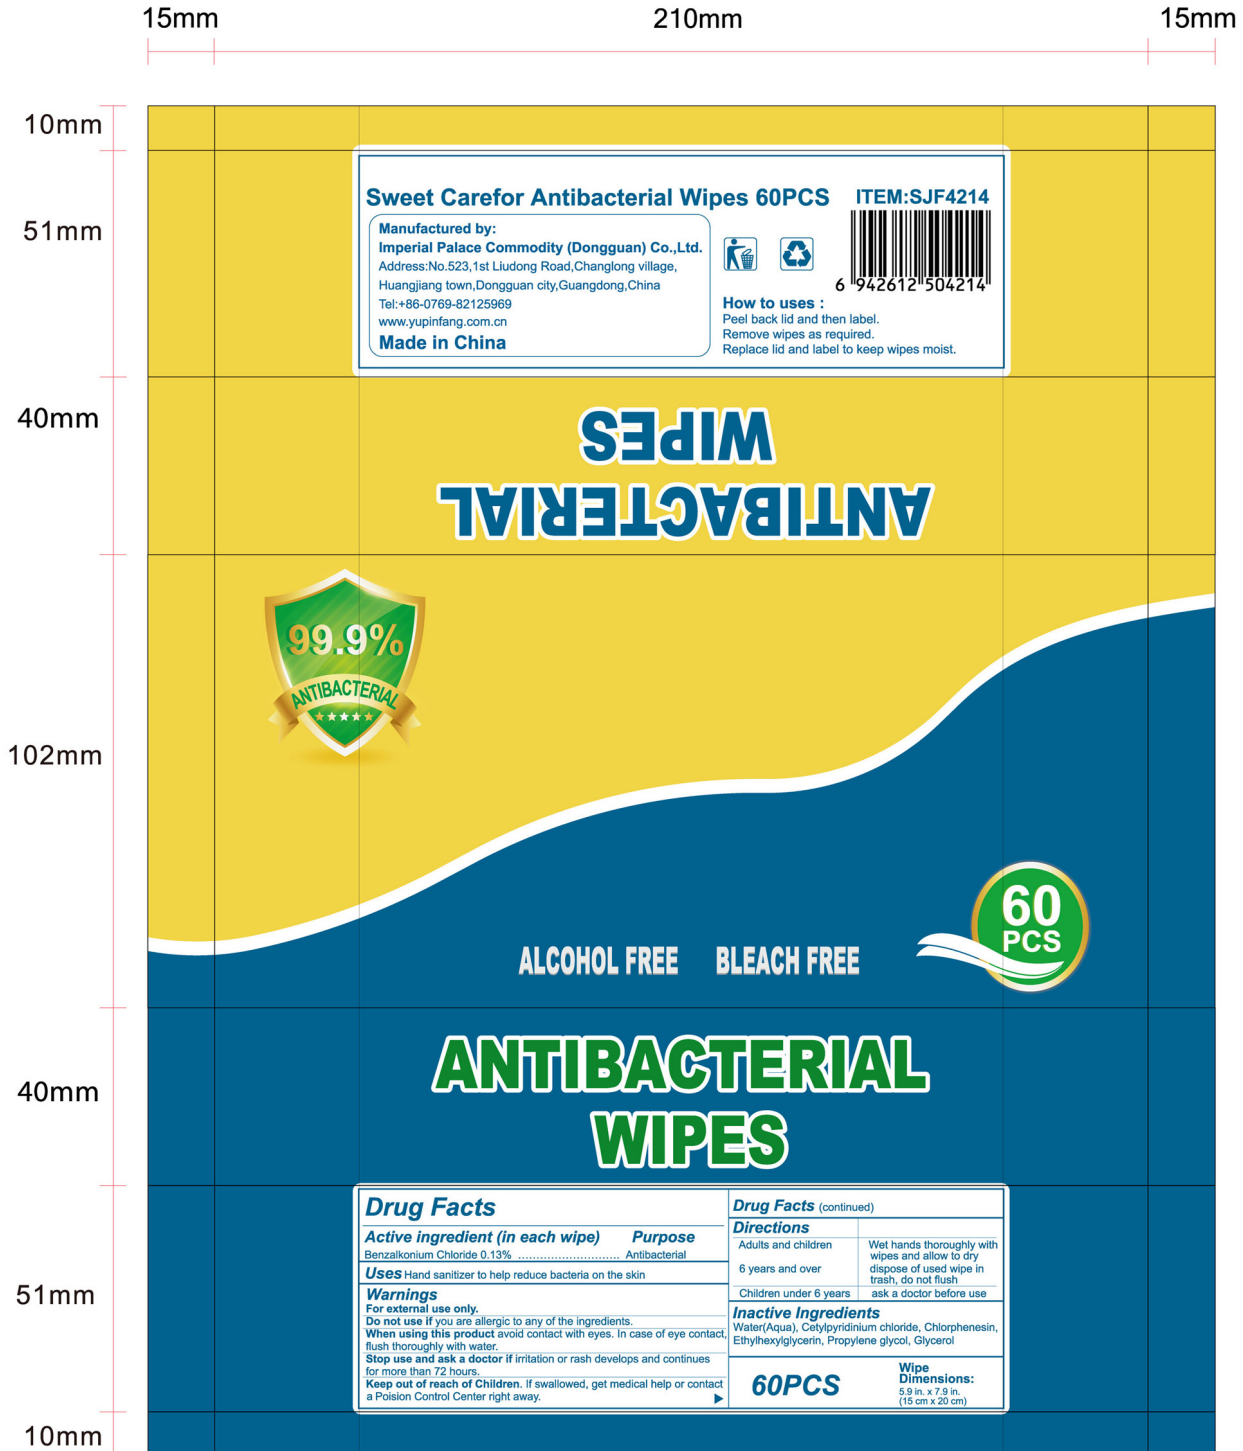 15mm 210mm 15mm
10mm
51mm
40mm
102mm
40mm
51mm
10mm
Sweet Carefor Antibacterial Wipes 60PCS
ITEM:SJF4214
Manufactured by:
Imperial Palace Commodity (Dongguan) Co.,Ltd.
Address:No.523,1st Liudong Road,Changlong village,
Huangjiang town,Dongguan city,Guangdong,China
Tel:+86-0769-82125969
www.yupinfang.com.cn
Made in China
6 942612 504214
How to uses :
Peel back lid and then label.
Remove wipes as required.
Replace lid and label to keep wipes moist.
ANTIBACTERIAL
WIPES
99.9%
ANTIBACTERIAL
60
PCS
ALCOHOL FREE BLEACH FREE
ANTIBACTERIAL
WIPES
Drug Facts
Active ingredient (in each wipe) Purpose
Benzalkonium Chloride 0.13% ............................ Antibacterial
Uses Hand sanitizer to help reduce bacteria on the skin
Warnings
For external use only.
Do not use if you are allergic to any of the ingredients.
When using this product avoid contact with eyes. In case of eye contact,
flush thoroughly with water.
Stop use and ask a doctor if irritation or rash develops and continues
for more than 72 hours.
Keep out of reach of Children. If swallowed, get medical help or contact
a Poision Control Center right away.
Drug Facts (continued)
Directions
Adults and children
6 years and over
Wet hands thoroughly with
wipes and allow to dry
dispose of used wipe in
trash, do not flush
Children under 6 years ask a doctor before use
Inactive Ingredients
Water(Aqua), Cetylpyridinium chloride, Chlorphenesin,
Ethylhexylglycerin, Propylene glycol, Glycerol
60PCS
Wipe
Dimensions:
5.9 in. x 7.9 in.
(15 cm x 20 cm)